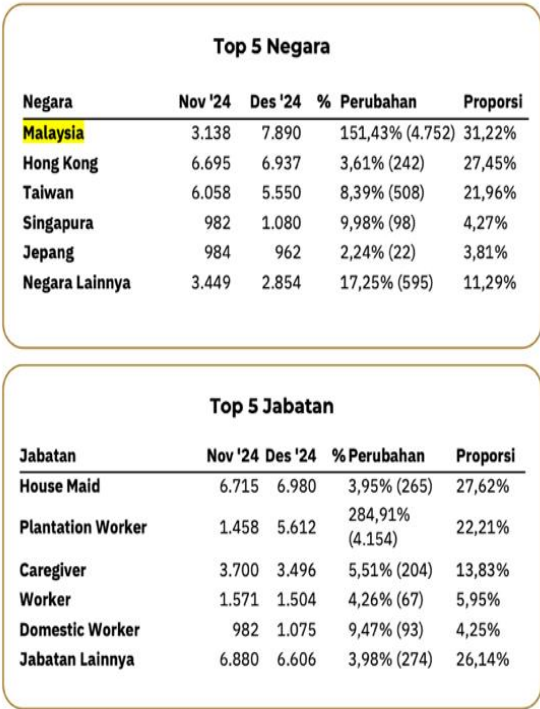 Top 5 Negara
Negara Nov '24 Des '24 % Perubahan Proporsi
Malaysia 3.138 7.890 151,43% (4.752) 31,22%
Hong Kong 6.695 6.937 3,61% (242) 27,45%
Taiwan 6.058 5.550 8,39% (508) 21,96%
Singapura 982 1.080 9,98% (98) 4,27%
Jepang 984 962 2,24% (22) 3,81%
Negara Lainnya 3.449 2.854 17,25% (595) 11,29%
Top 5 Jabatan
Jabatan Nov '24 Des '24 % Perubahan Proporsi
House Maid 6.715 6.980 3,95% (265) 27,62%
Plantation Worker 1.458 5.612 284,91% (4.154) 22,21%
Caregiver 3.700 3.496 5,51% (204) 13,83%
Worker 1.571 1.504 4,26% (67) 5,95%
Domestic Worker 982 1.075 9,47% (93) 4,25%
Jabatan Lainnya 6.880 6.606 3,98% (274) 26,14%